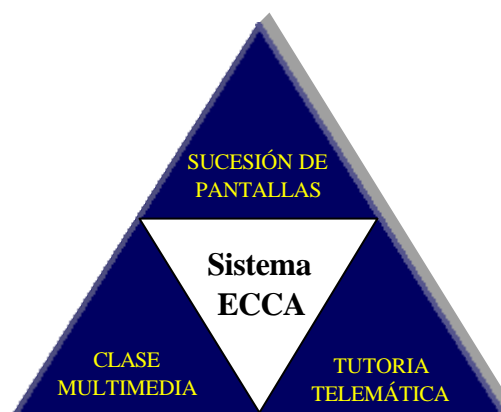 SUCESIÓN DE
PANTALLAS
Sistema
ECCA
CLASE
MULTIMEDIA
TUTORIA
TELEMÁTICA